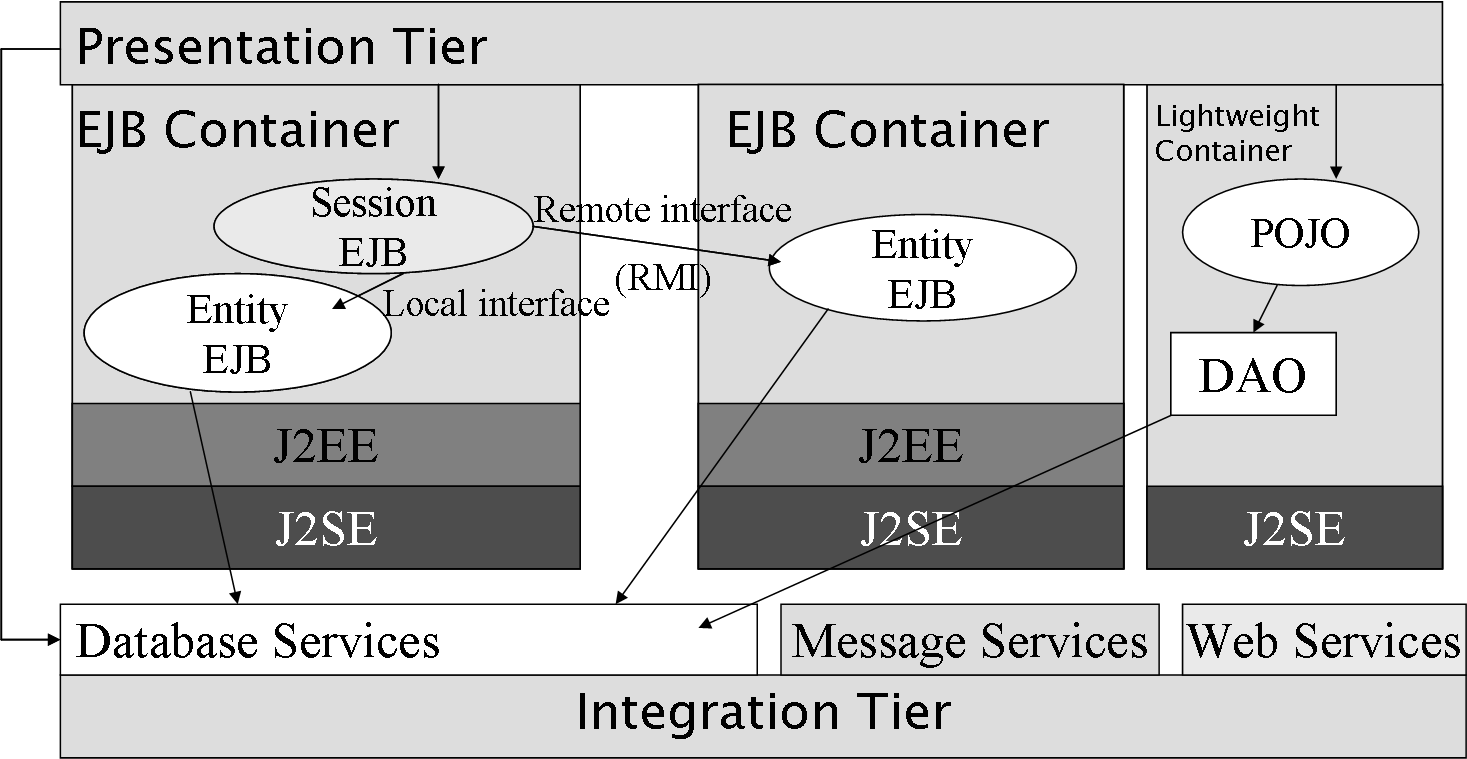 Presentation Tier
EJB Container
EJB Container
Lightweight
Container
Session
EJB
Remote interface
(RMI)
Entity
EJB
POJO
Local interface
Entity
EJB
DAO
J2EE
J2EE
J2SE
J2SE
J2SE
Database Services
Message Services
Web Services
Integration Tier